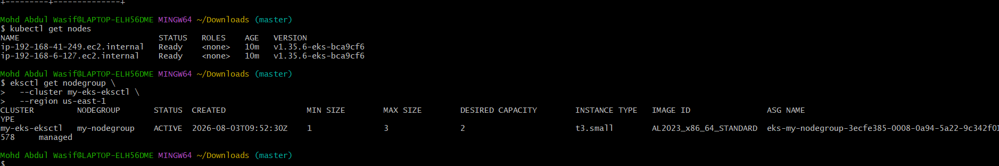 +---------+--------------+
Mohd Abdul Wasif@LAPTOP-ELH56DME MINGW64 ~/Downloads (master)
$ kubectl get nodes
NAME                             STATUS   ROLES    AGE   VERSION
ip-192-168-41-249.ec2.internal   Ready    <none>   10m   v1.35.6-eks-bca9cf6
ip-192-168-6-127.ec2.internal    Ready    <none>   10m   v1.35.6-eks-bca9cf6
Mohd Abdul Wasif@LAPTOP-ELH56DME MINGW64 ~/Downloads (master)
$ eksctl get nodegroup \
>   --cluster my-eks-eksctl \
>   --region us-east-1
CLUSTER         NODEGROUP       STATUS  CREATED                 MIN SIZE        MAX SIZE        DESIRED CAPACITY        INSTANCE TYPE   IMAGE ID                ASG NAME
YPE
my-eks-eksctl   my-nodegroup    ACTIVE  2026-08-03T09:52:30Z    1               3               2                       t3.small        AL2023_x86_64_STANDARD  eks-my-nodegroup-3ecfe385-0008-0a94-5a22-9c342f01
578     managed
Mohd Abdul Wasif@LAPTOP-ELH56DME MINGW64 ~/Downloads (master)
$